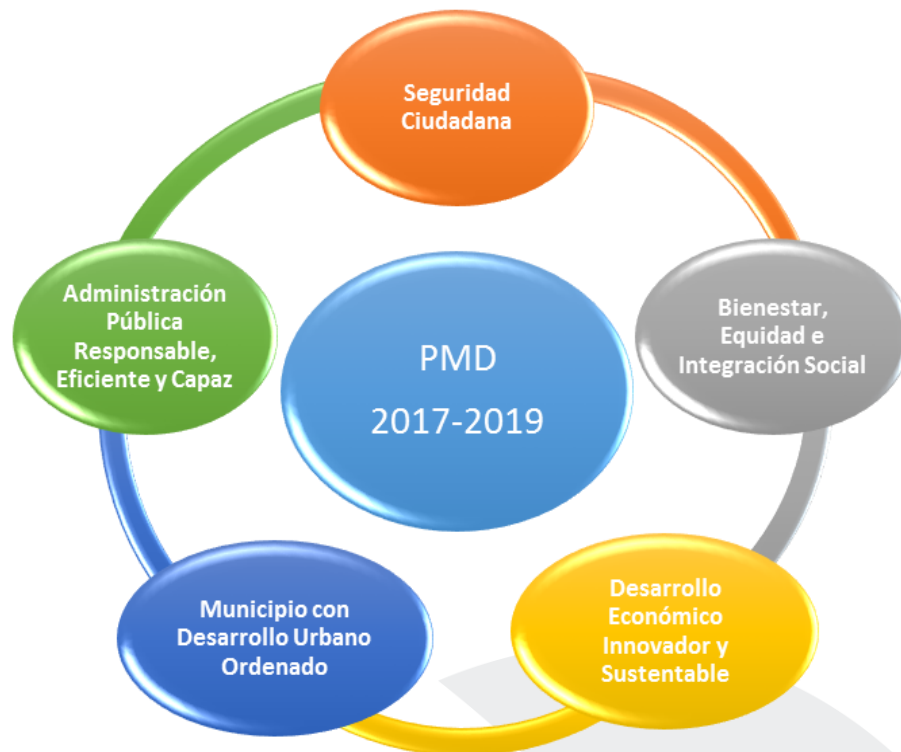 Seguridad
Ciudadana
Bienestar,
Equidad e
Integración Social
Desarrollo
Económico
Innovador y
Sustentable
Municipio con
Desarrollo Urbano
Ordenado
Administración
Pública
Responsable,
Eficiente y Capaz
PMD
2017-2019